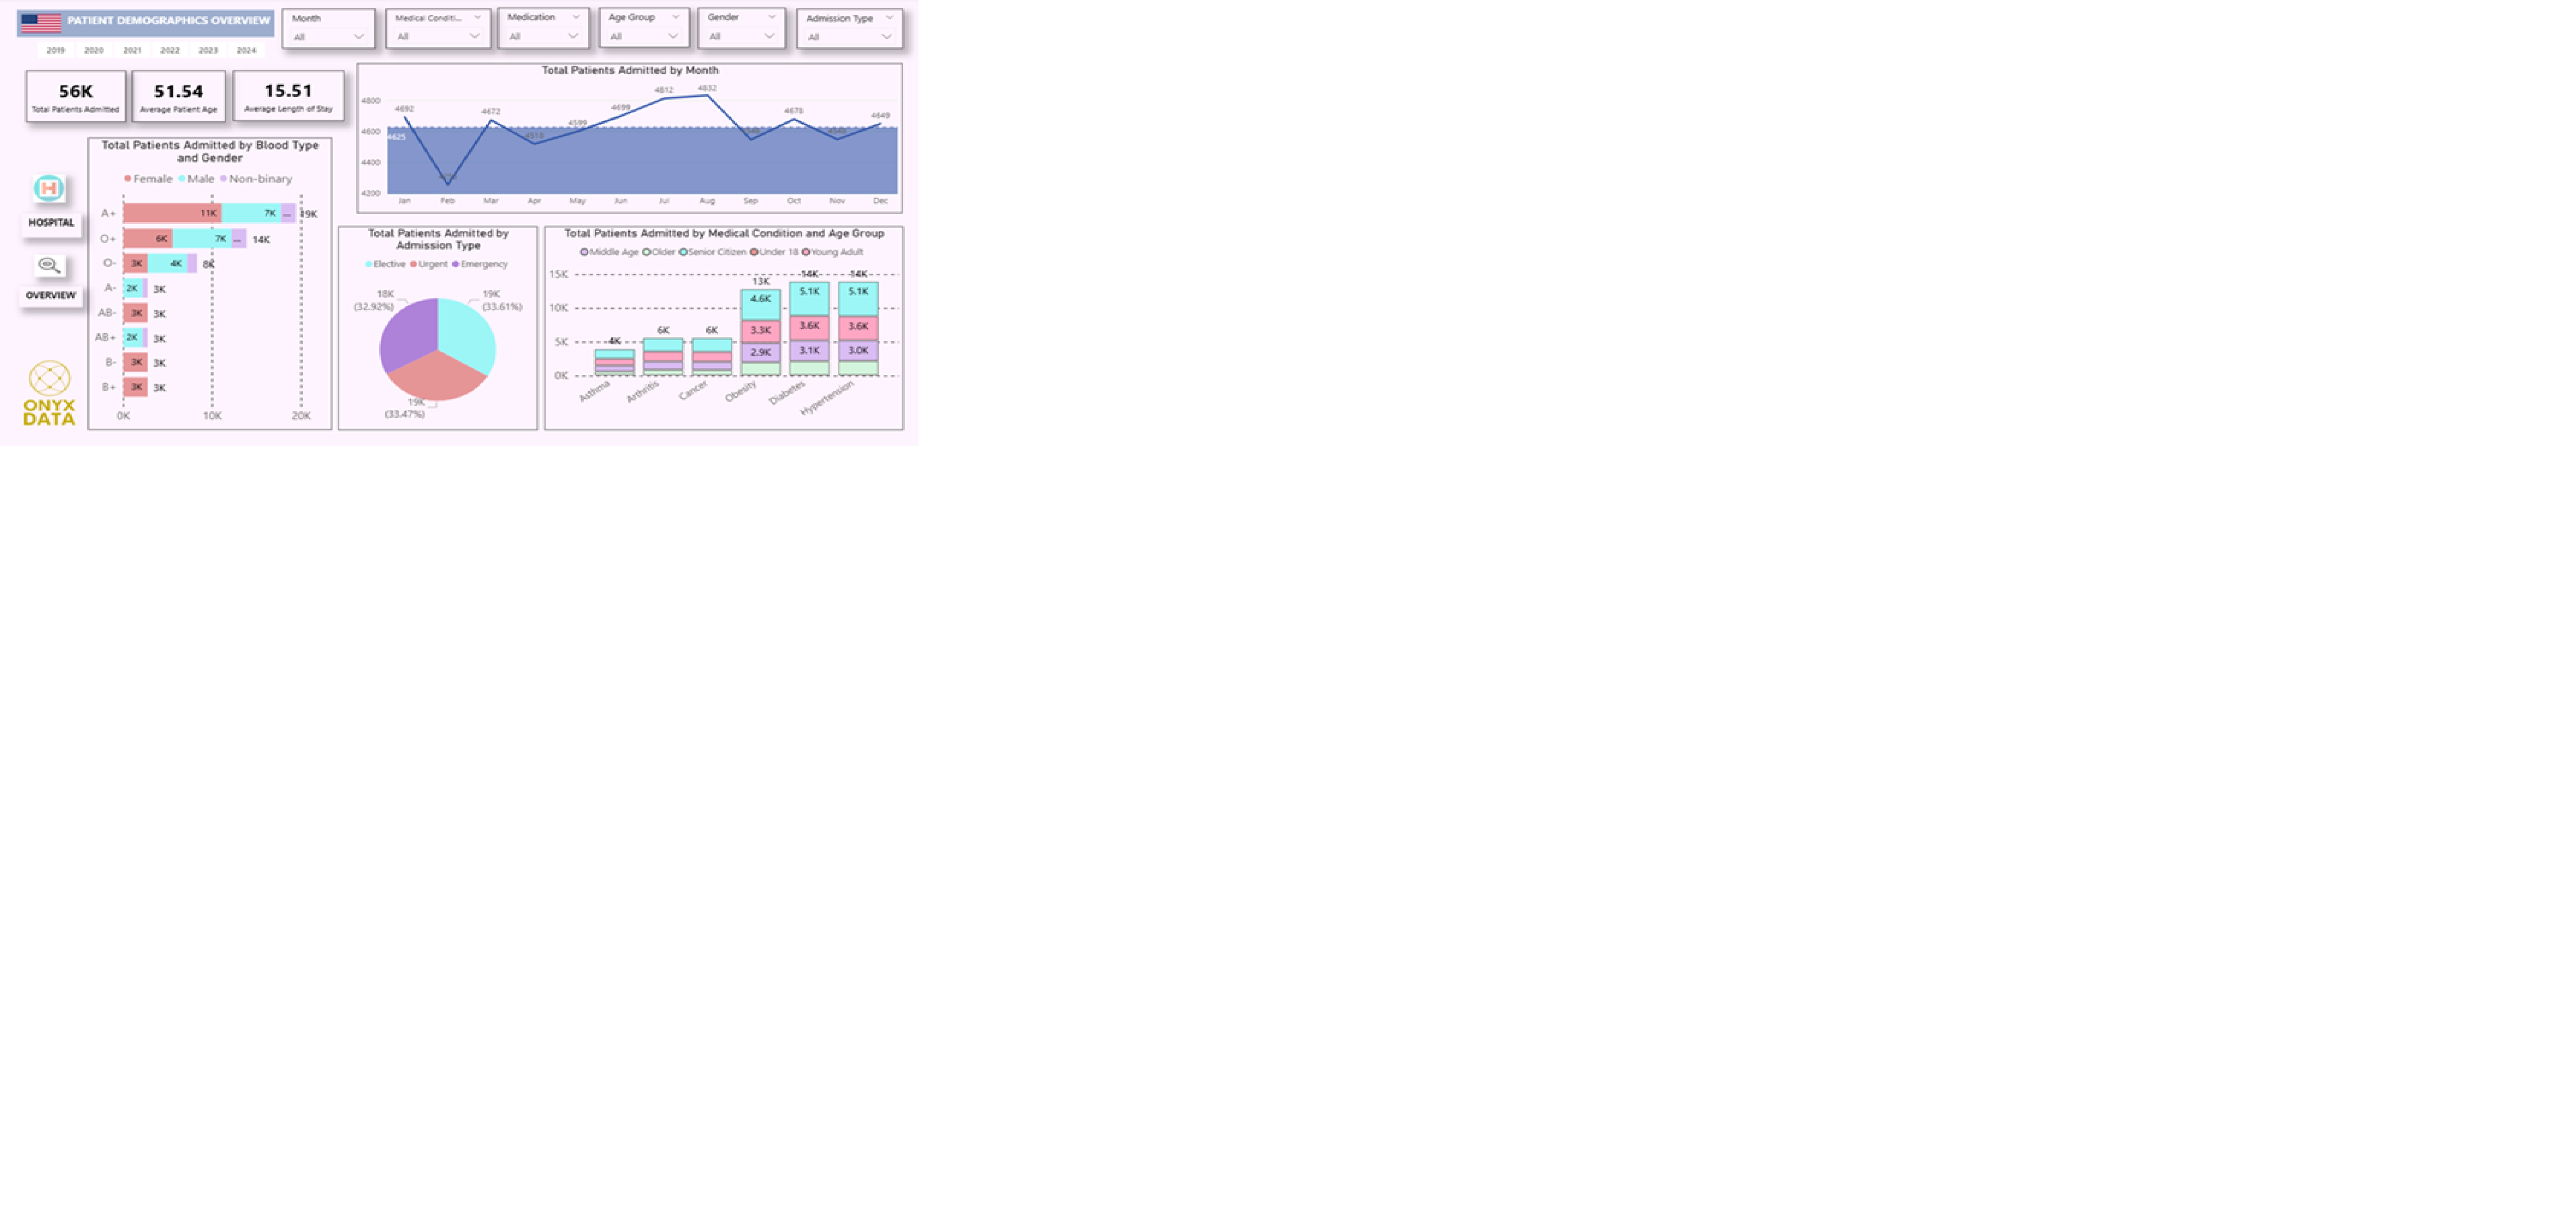 PATIENT DEMOGRAPHICS OVERVIEW
2019 2020 2021 2022 2023 2024
Month
All
Medical Conditi...
All
Medication
All
Age Group
All
Gender
All
Admission Type
All
56K
Total Patients Admitted
51.54
Average Patient Age
15.51
Average Length of Stay
Total Patients Admitted by Month
4800
4600
4400
4200
4625
4692
4672
4599
4699
4812
4832
4678
4649
Jan Feb Mar Apr May Jun Jul Aug Sep Oct Nov Dec
HOSPITAL
OVERVIEW
ONYX
DATA
Total Patients Admitted by Blood Type
and Gender
Female Male Non-binary
A+ 11K 7K ... 19K
O+ 6K 7K ... 14K
O- 3K 4K 8K
A- 2K 3K
AB- 3K 3K
AB+ 2K 3K
B- 3K 3K
B+ 3K 3K
0K 10K 20K
Total Patients Admitted by
Admission Type
Elective Urgent Emergency
18K
(32.92%)
19K
(33.61%)
19K
(33.47%)
Total Patients Admitted by Medical Condition and Age Group
Middle Age Older Senior Citizen Under 18 Young Adult
15K
10K
5K
0K
4K
6K
6K
13K
4.6K
3.3K
2.9K
14K
5.1K
3.6K
3.1K
14K
5.1K
3.6K
3.0K
Asthma Arthritis Cancer Obesity Diabetes Hypertension